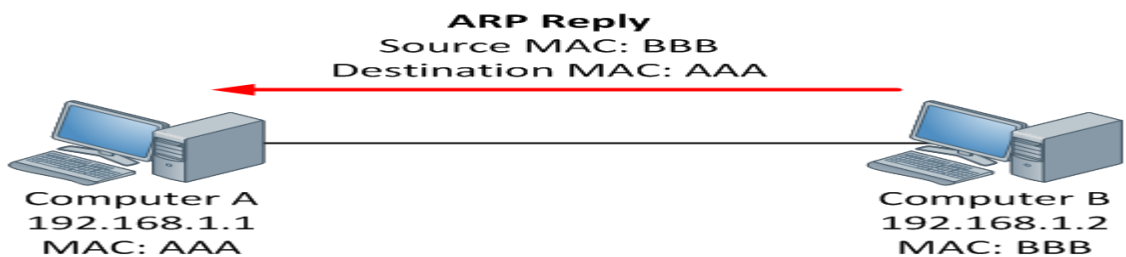 ARP Reply
Source MAC: BBB
Destination MAC: AAA
Computer A
192.168.1.1
MAC: AAA
Computer B
192.168.1.2
MAC: BBB